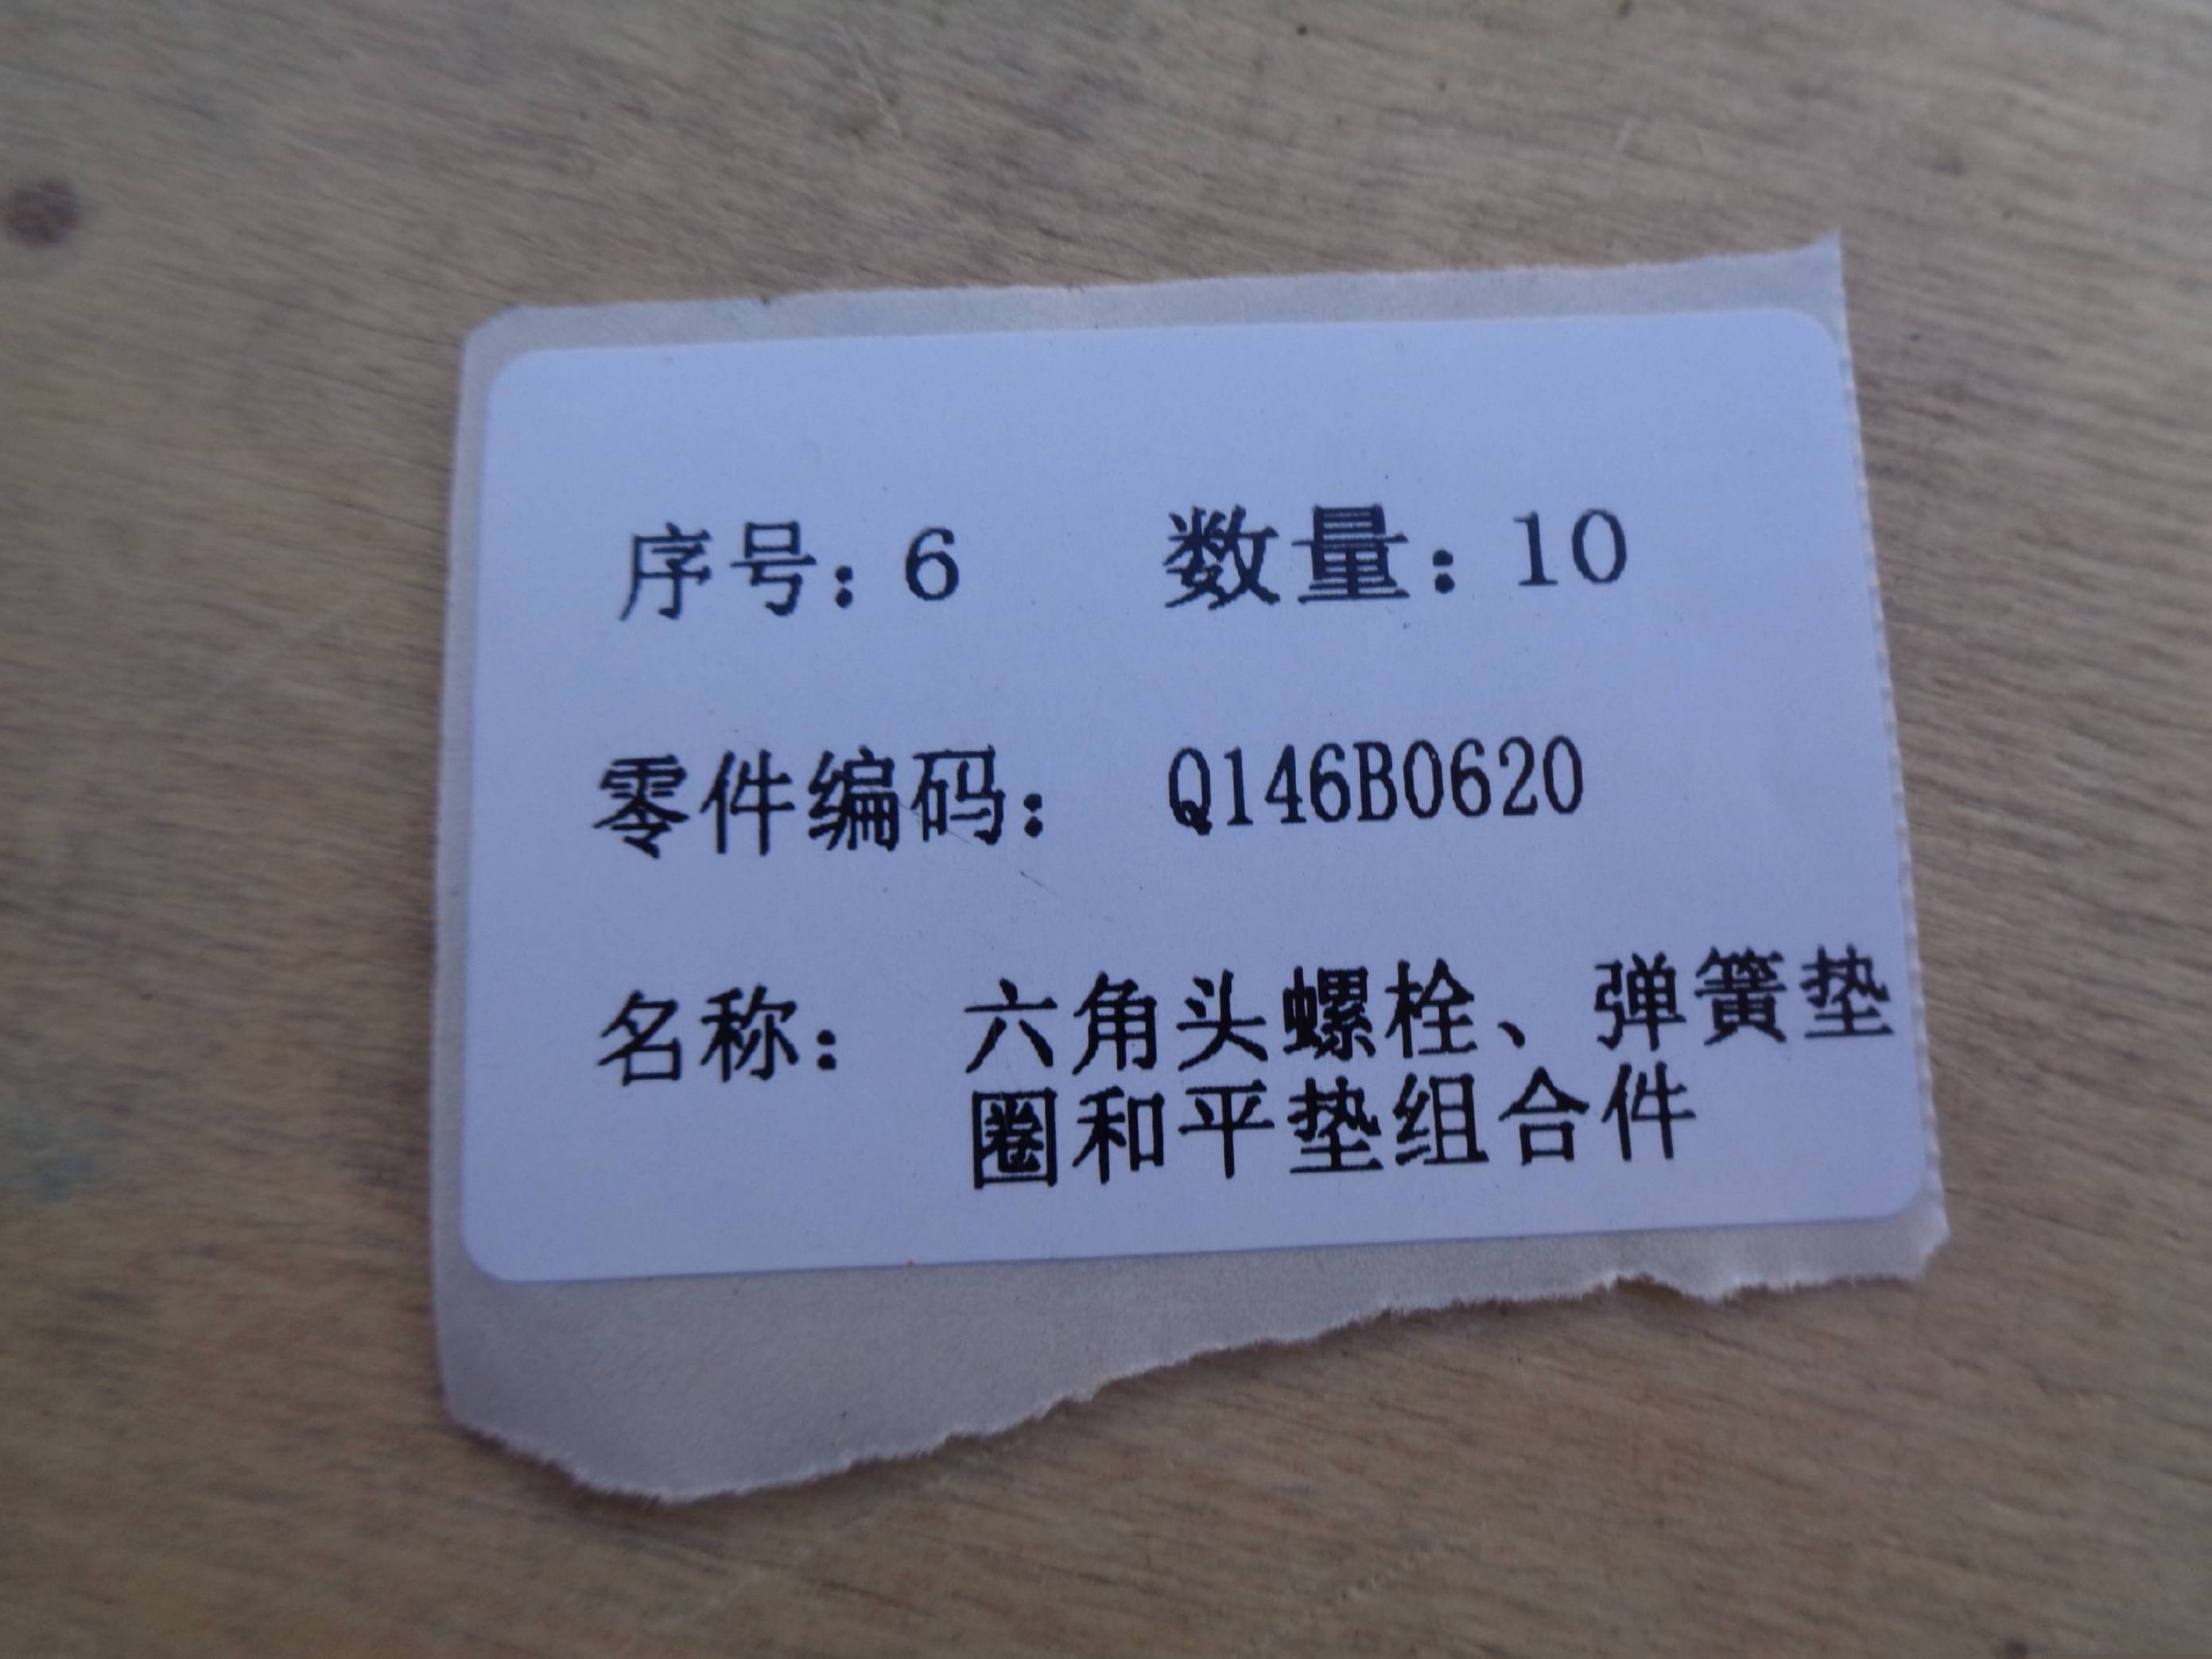 序号：6 数量：10
零件编码： Q146B0620
名称： 六角头螺栓、弹簧垫
圈和平垫组合件